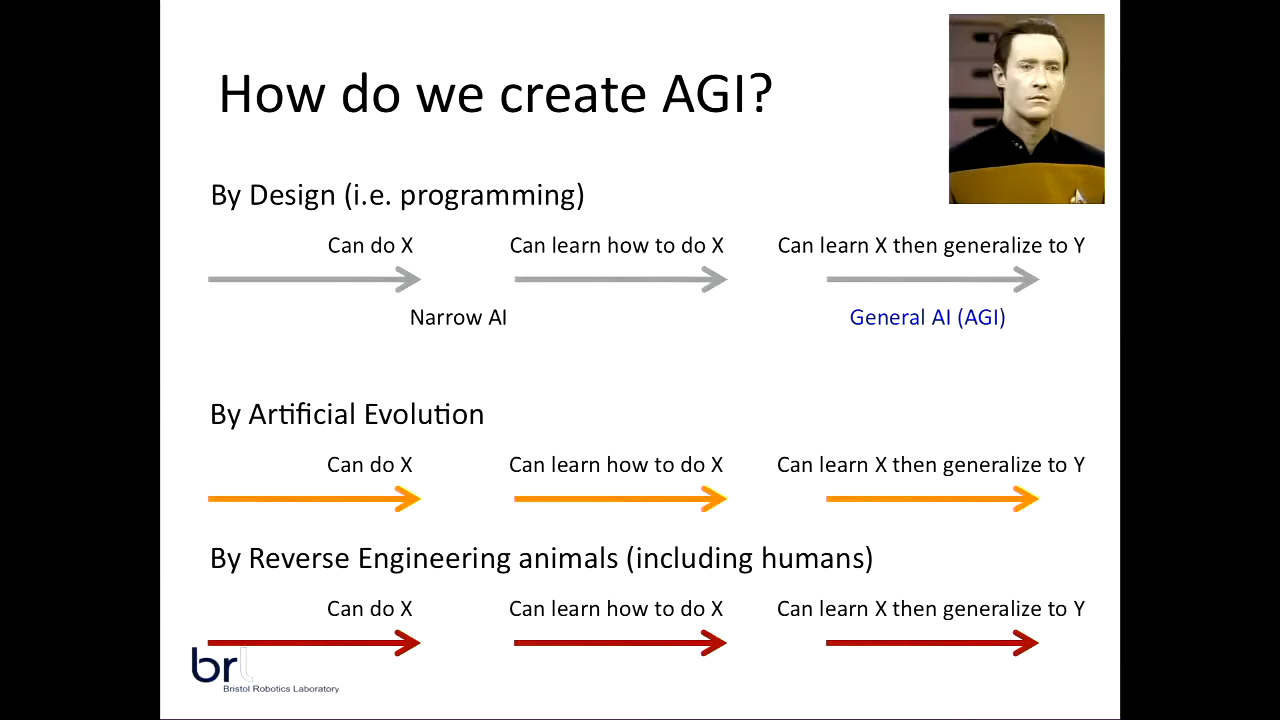 How do we create AGI?
By Design (i.e. programming)
Can do X
Can learn how to do X
Can learn X then generalize to Y
Narrow AI
General AI (AGI)
By Artificial Evolution
Can do X
Can learn how to do X
Can learn X then generalize to Y
By Reverse Engineering animals (including humans)
Can do X
Can learn how to do X
Can learn X then generalize to Y
brl
Bristol Robotics Laboratory